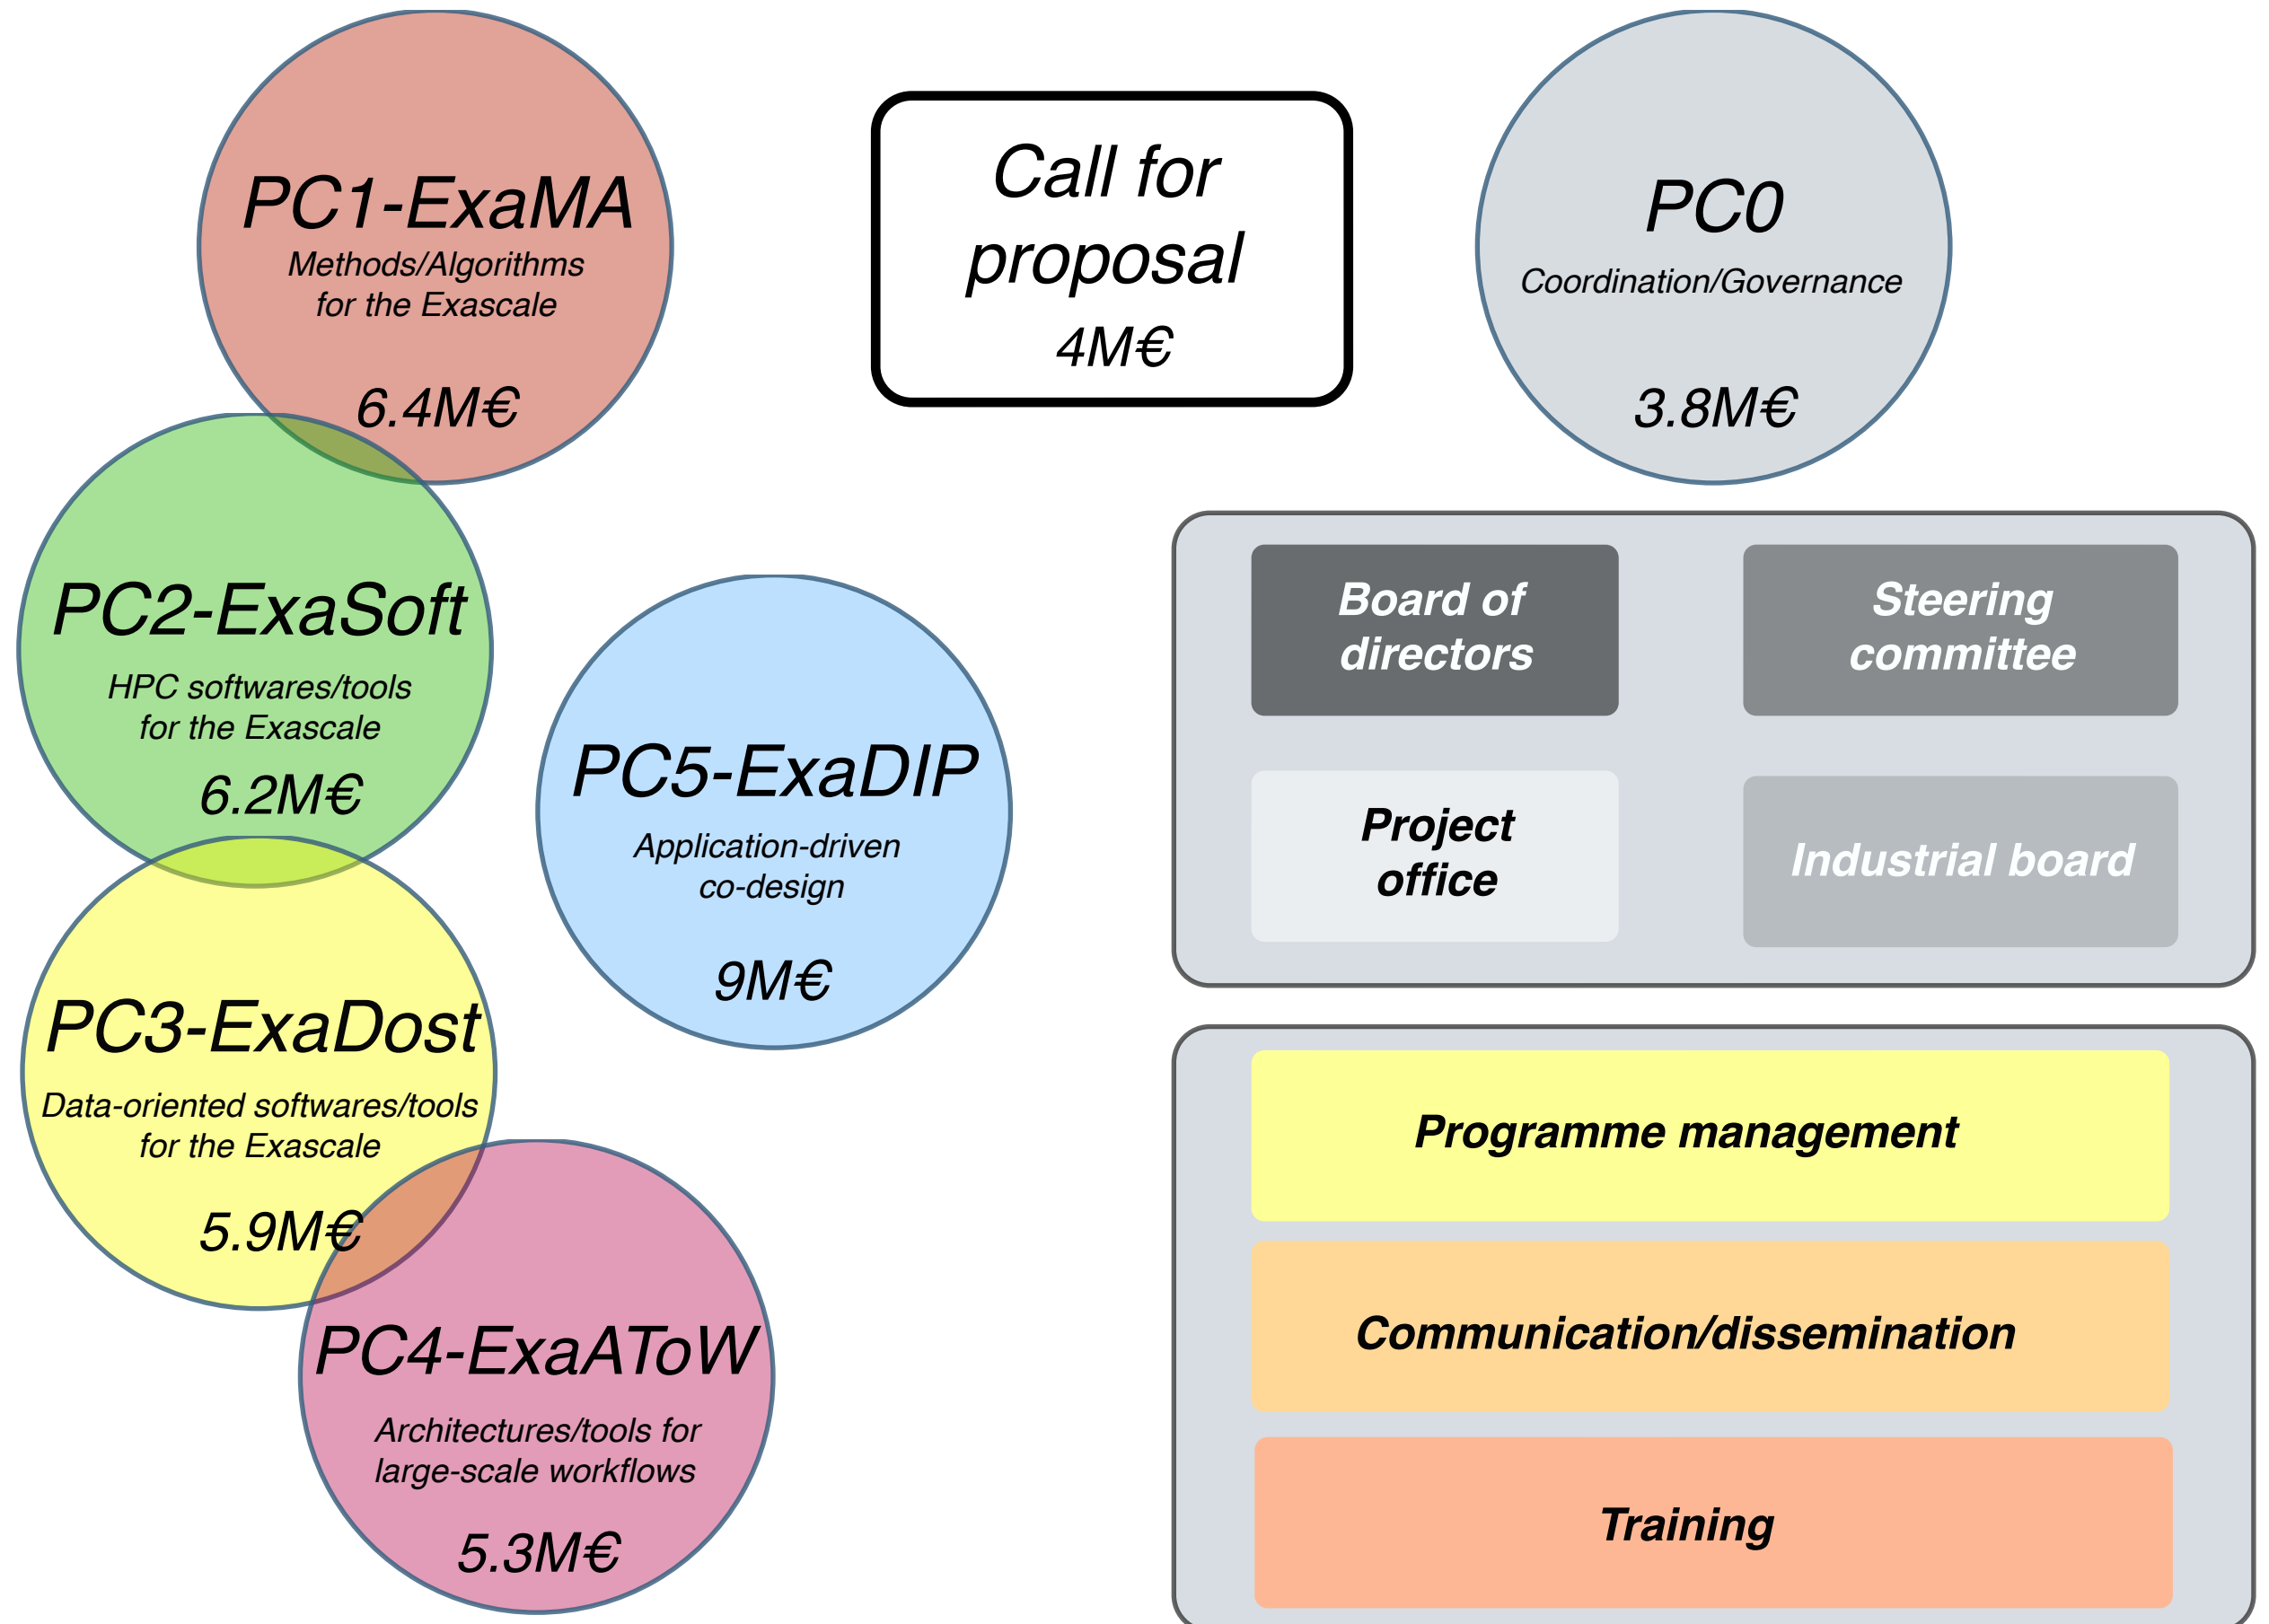 PC1-ExaMA
Methods/Algorithms
for the Exascale
6.4M€
Call for
proposal
4M€
PC0
Coordination/Governance
3.8M€
PC2-ExaSoft
HPC softwares/tools
for the Exascale
6.2M€
PC5-ExaDIP
Application-driven
co-design
9M€
PC3-ExaDost
Data-oriented softwares/tools
for the Exascale
5.9M€
PC4-ExaAToW
Architectures/tools for
large-scale workflows
5.3M€
Board of
directors
Steering
committee
Project
office
Industrial board
Programme management
Communication/dissemination
Training